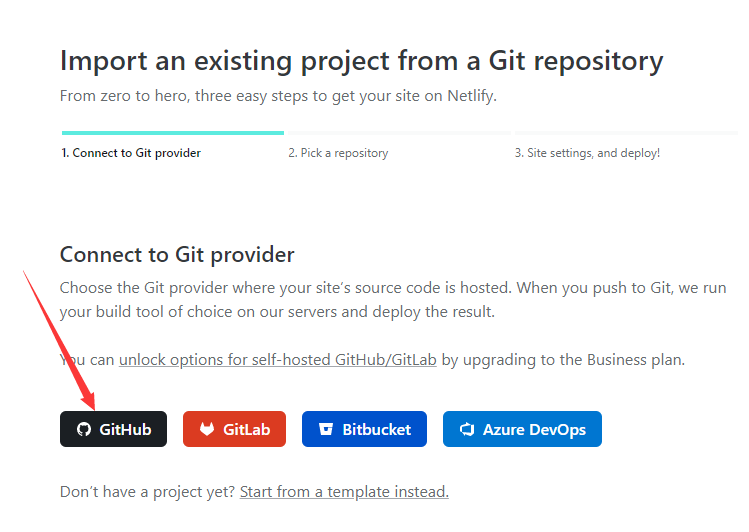 Import an existing project from a Git repository
From zero to hero, three easy steps to get your site on Netlify.
1. Connect to Git provider
2. Pick a repository
3. Site settings, and deploy!
Connect to Git provider
Choose the Git provider where your site’s source code is hosted. When you push to Git, we run
your build tool of choice on our servers and deploy the result.
You can unlock options for self-hosted GitHub/GitLab by upgrading to the Business plan.
GitHub
GitLab
Bitbucket
Azure DevOps
Don’t have a project yet? Start from a template instead.